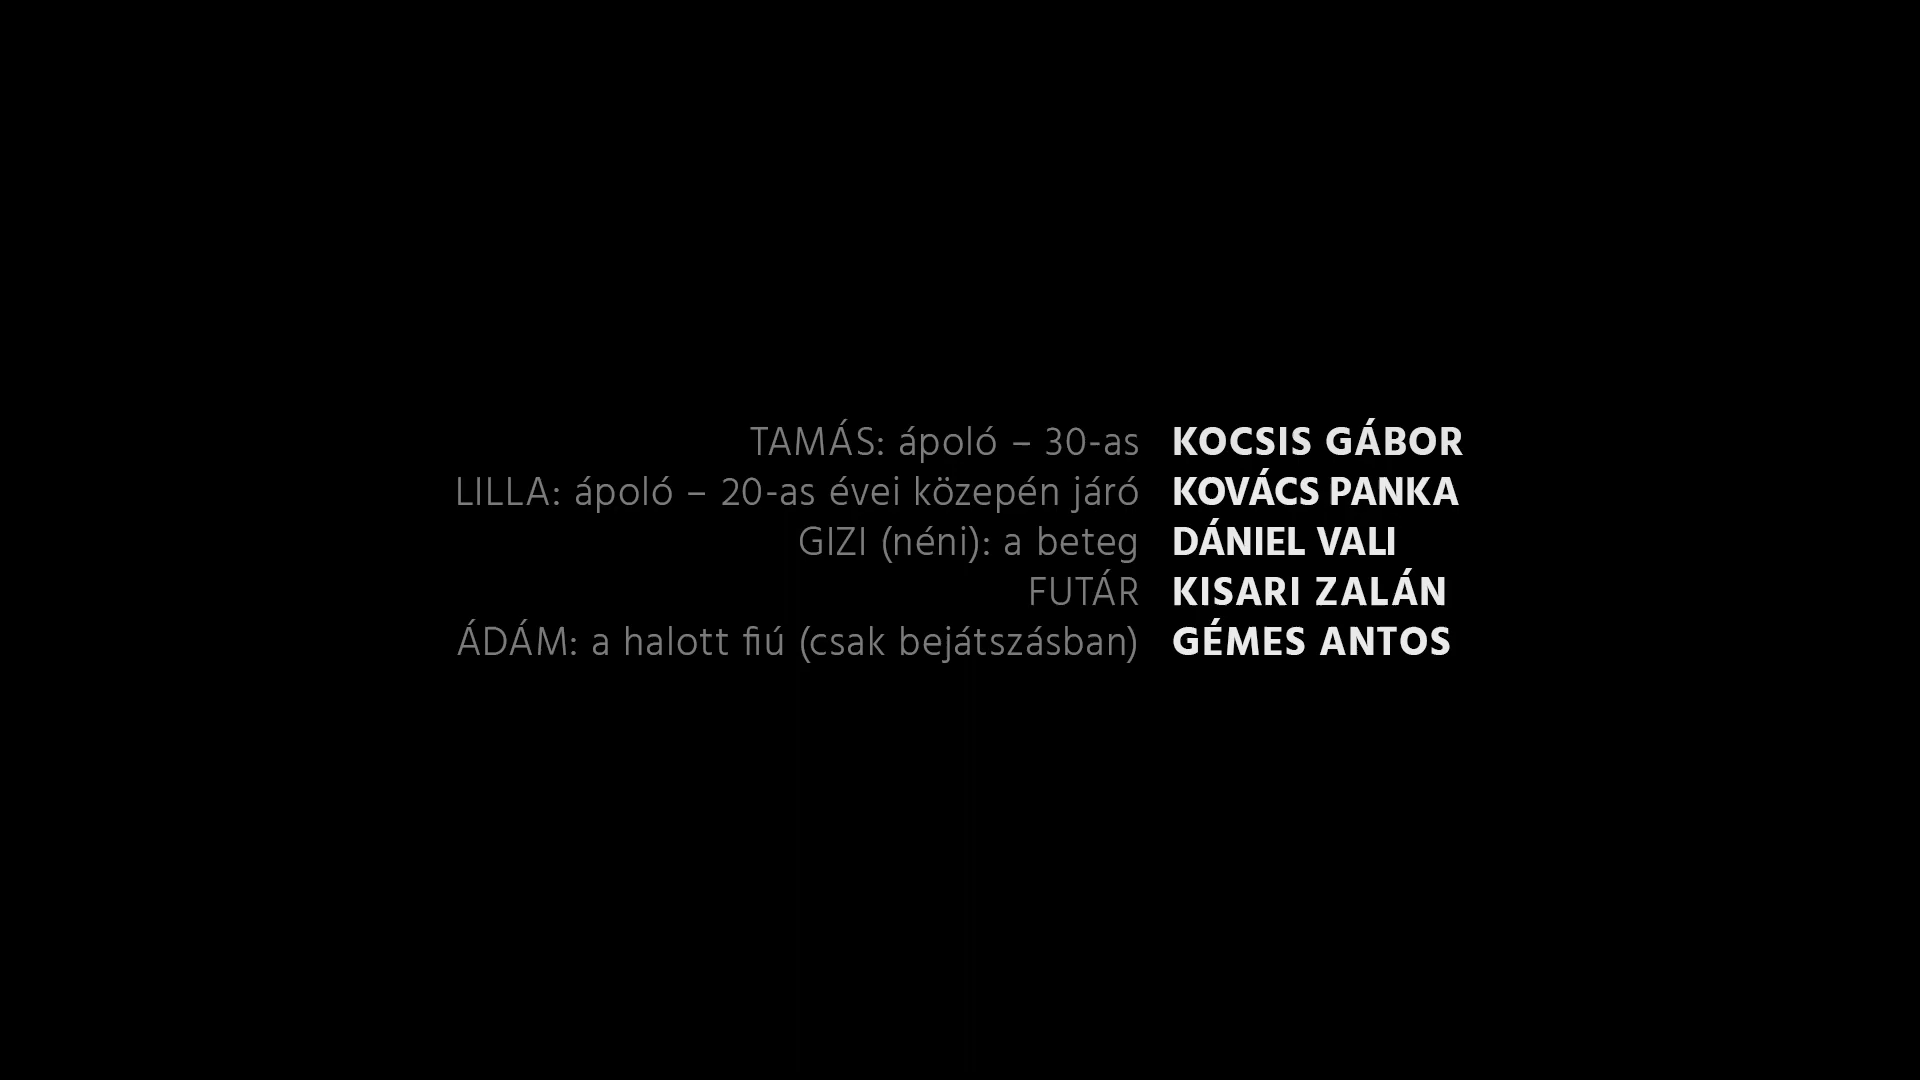 TAMÁS: ápoló – 30-as KOCSIS GÁBOR
LILLA: ápoló – 20-as évei közepén járó KOVÁCS PANKA
GIZI (néni): a beteg DÁNIEL VALI
FUTÁR KISARI ZALÁN
ÁDÁM: a halott fiú (csak bejátszásban) GÉMES ANTOS